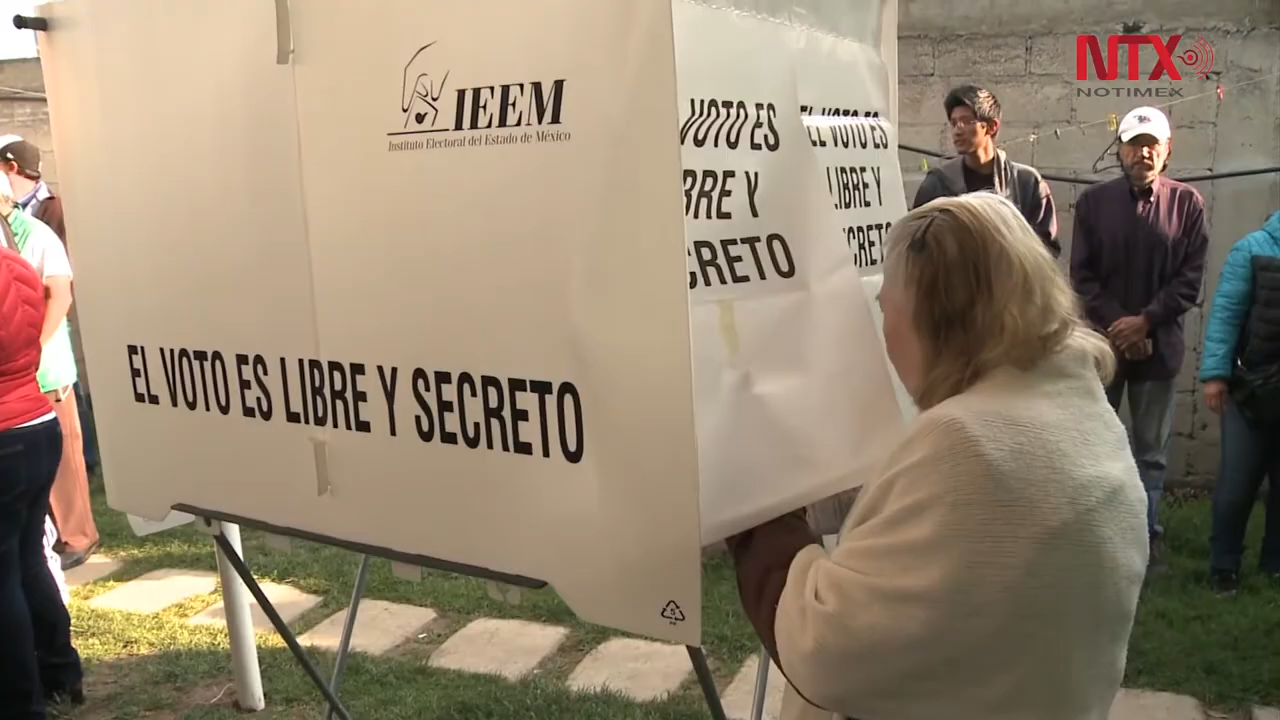 NTX
NOTIMEX
IEEM
Instituto Electoral del Estado de México
EL VOTO ES LIBRE Y SECRETO
VOTO ES
BRE Y
CRETO
EL VOTO ES
LIBRE Y
CRET